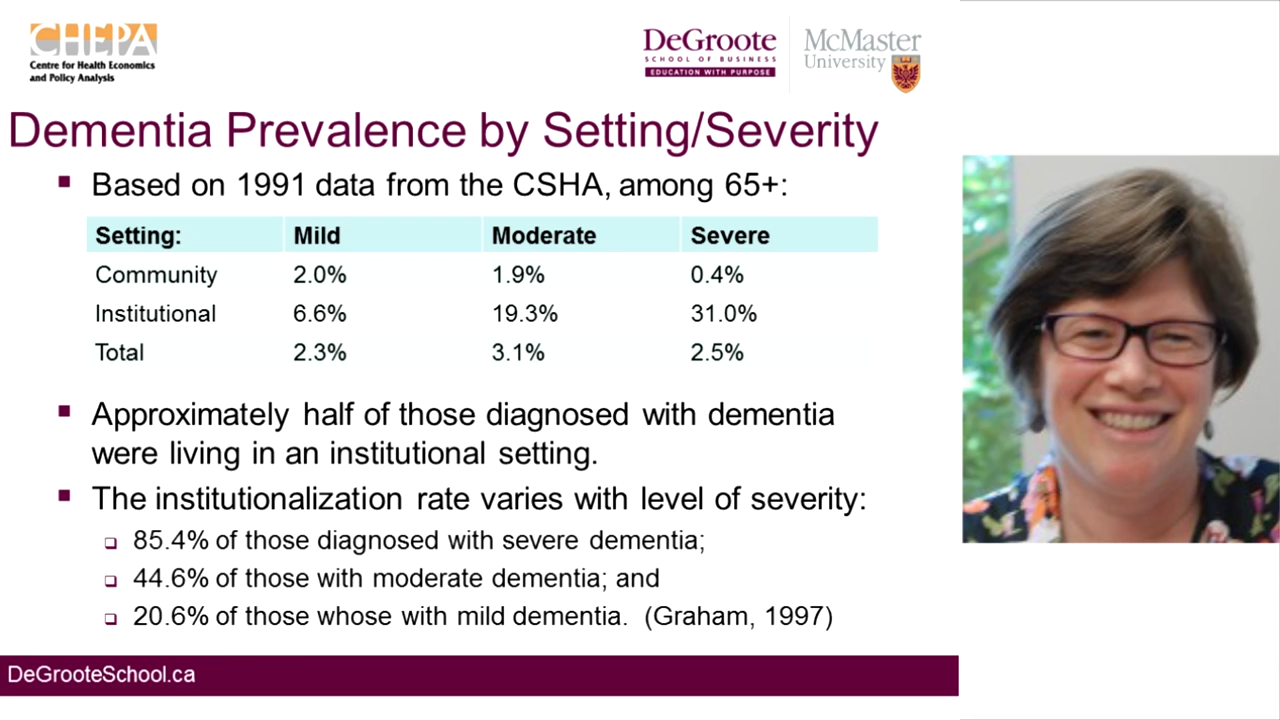 CHEPA
Centre for Health Economics
and Policy Analysis
DeGroote
SCHOOL OF BUSINESS
EDUCATION WITH PURPOSE
McMaster
University
Dementia Prevalence by Setting/Severity
Based on 1991 data from the CSHA, among 65+:
Setting: Mild Moderate Severe
Community 2.0% 1.9% 0.4%
Institutional 6.6% 19.3% 31.0%
Total 2.3% 3.1% 2.5%
Approximately half of those diagnosed with dementia
were living in an institutional setting.
The institutionalization rate varies with level of severity:
85.4% of those diagnosed with severe dementia;
44.6% of those with moderate dementia; and
20.6% of those whose with mild dementia. (Graham, 1997)
DeGrooteSchool.ca